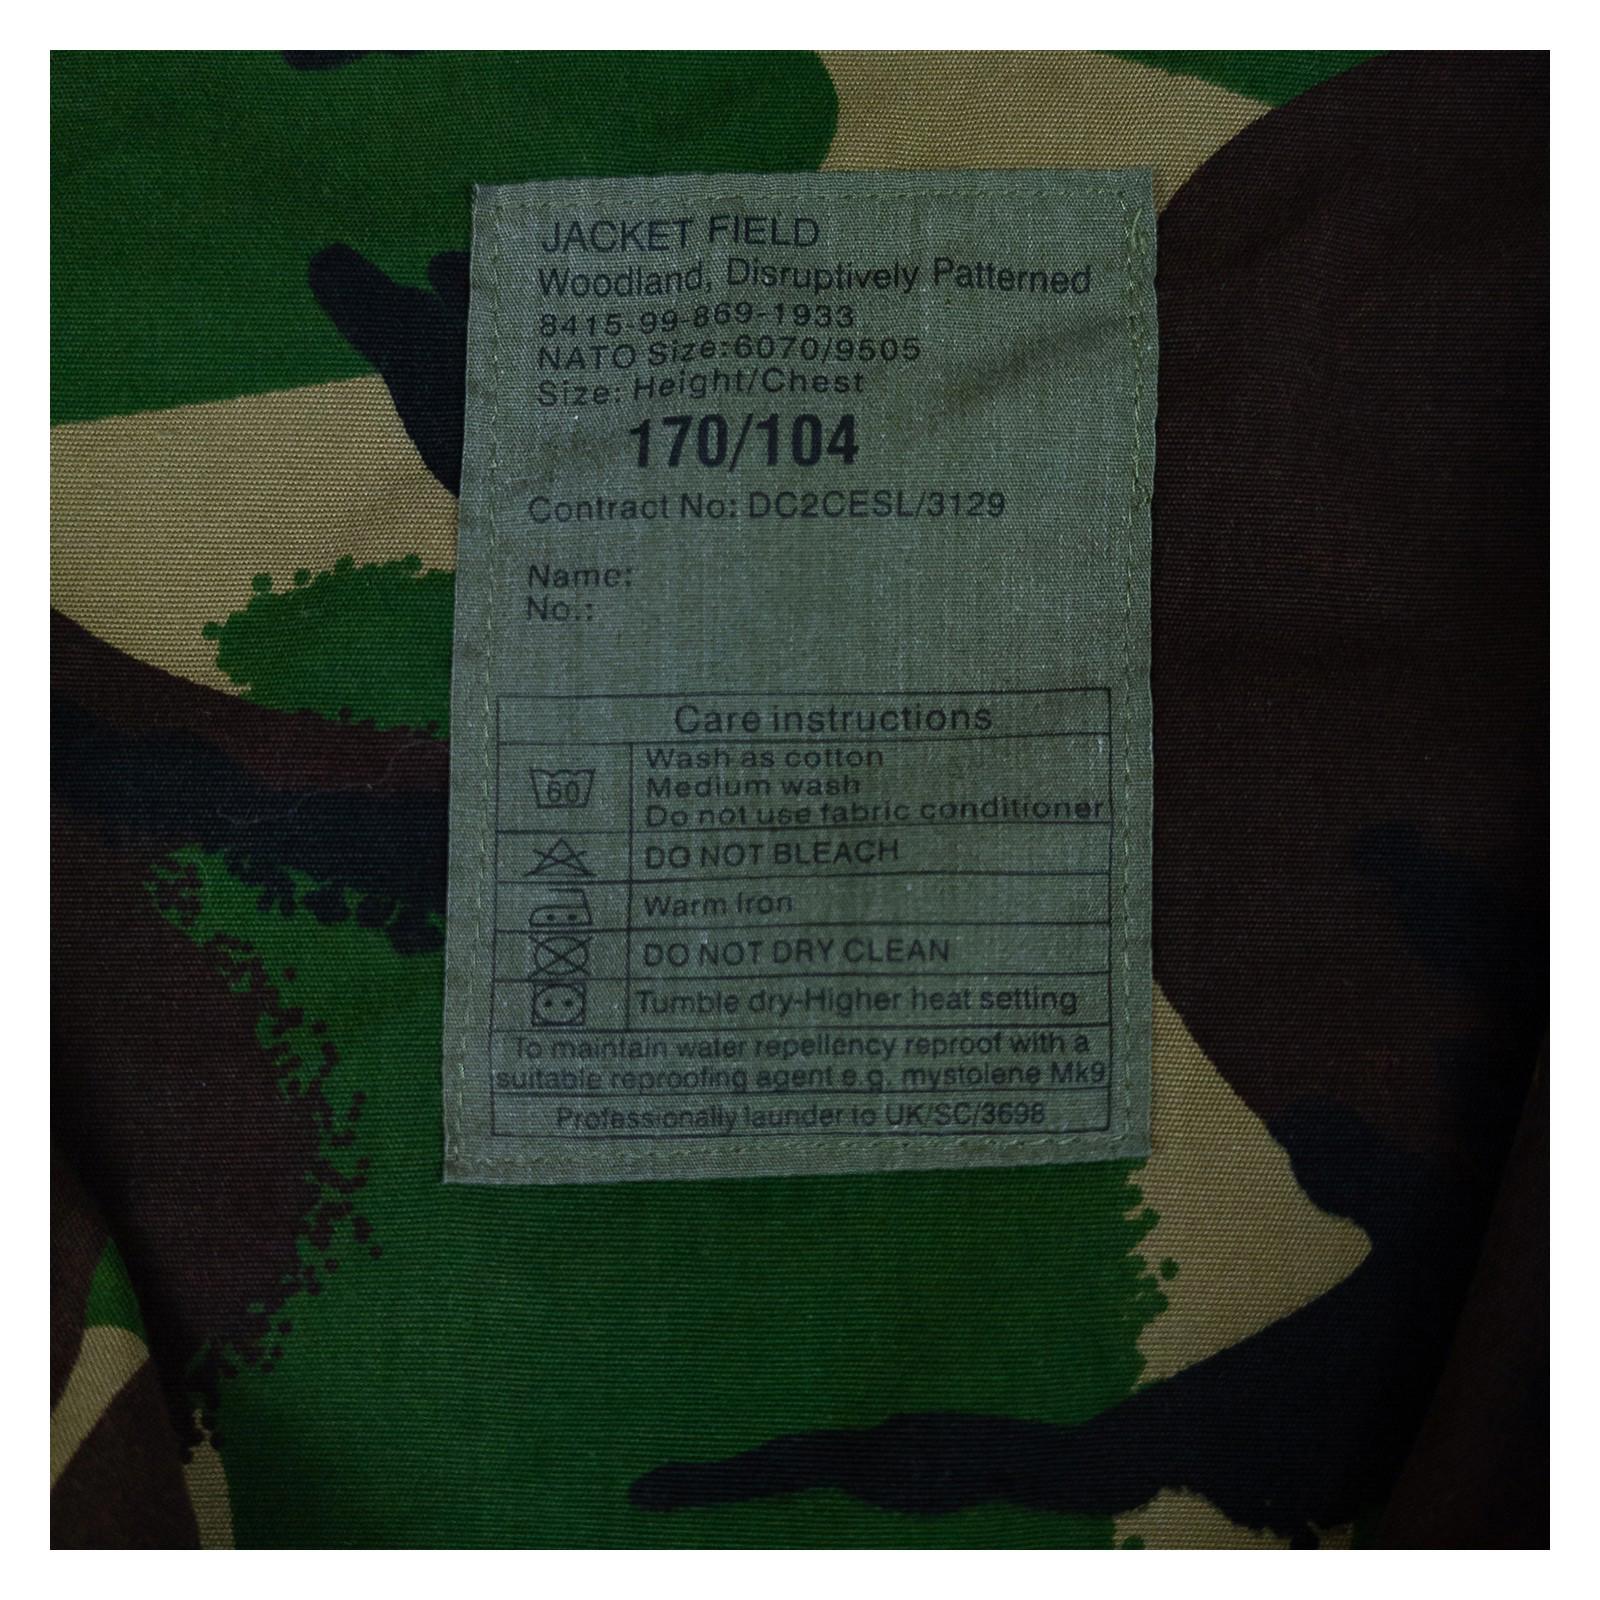 JACKET FIELD
Woodland, Disruptively Patterned
8415-99-869-1933
NATO Size:6070/9505
Size: Height/Chest
170/104
Contract No: DC2CESL/3129
Name:
No.:
Care instructions
60
Wash as cotton
Medium wash
Do not use fabric conditioner
DO NOT BLEACH
Warm Iron
DO NOT DRY CLEAN
Tumble dry-Higher heat setting
To maintain water repellency reproof with a
suitable reproofing agent e.g. mystolene Mk9
Professionally launder to UK/SC/3698